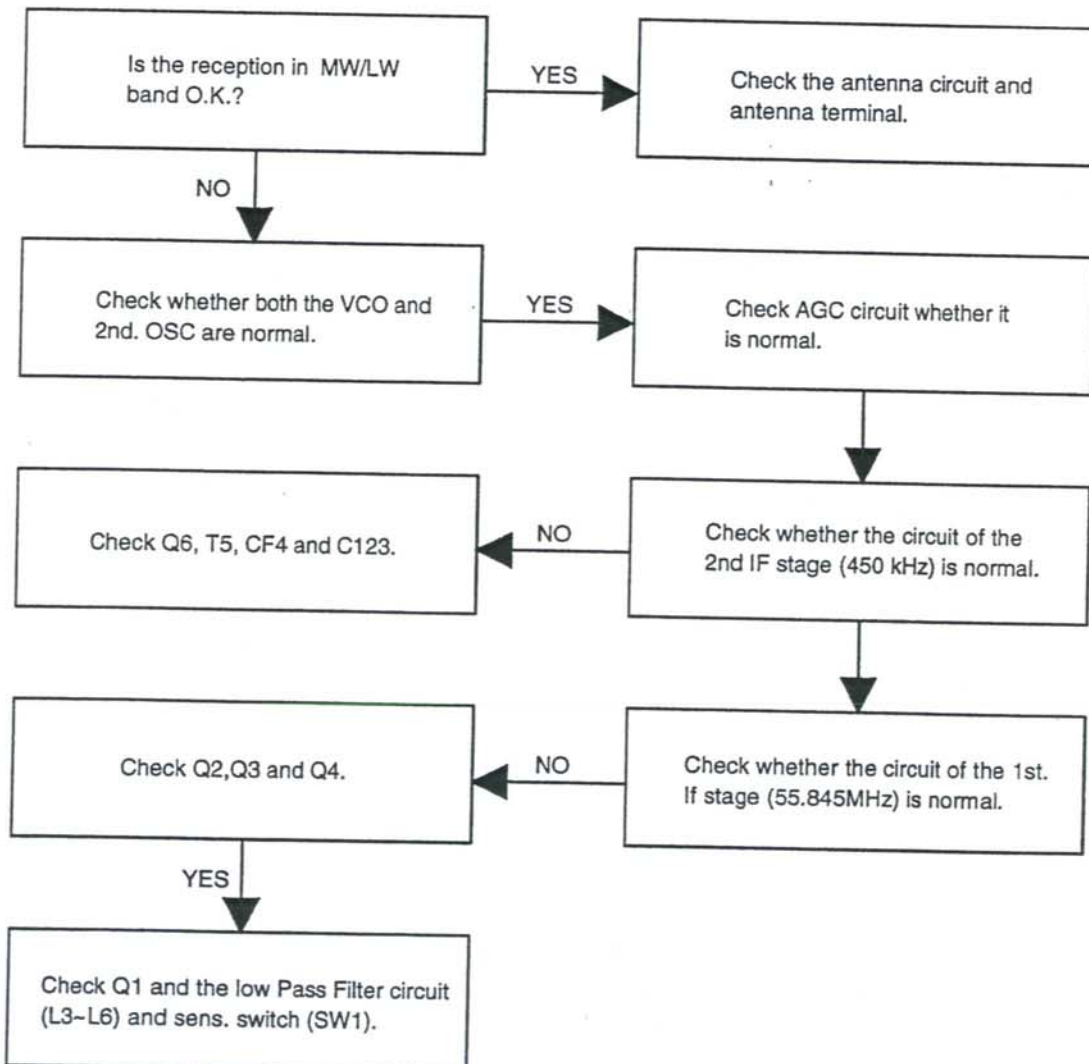 Is the reception in MW/LW
band O.K.?
YES
Check the antenna circuit and
antenna terminal.
NO
Check whether both the VCO and
2nd. OSC are normal.
YES
Check AGC circuit whether it
is normal.
Check Q6, T5, CF4 and C123.
NO
Check whether the circuit of the
2nd IF stage (450 kHz) is normal.
Check Q2,Q3 and Q4.
NO
Check whether the circuit of the 1st.
If stage (55.845MHz) is normal.
YES
Check Q1 and the low Pass Filter circuit
(L3~L6) and sens. switch (SW1).